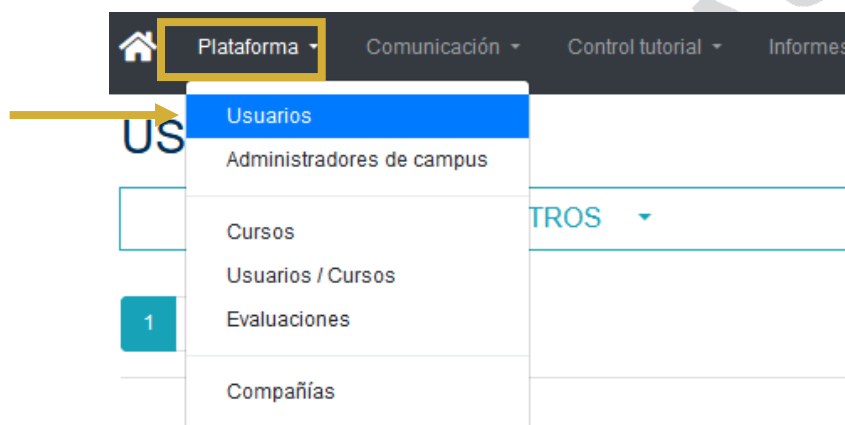 Plataforma Comunicación Control tutorial Informes
Usuarios
US
Administradores de campus
TROS
Cursos
Usuarios / Cursos
1
Evaluaciones
Compañías